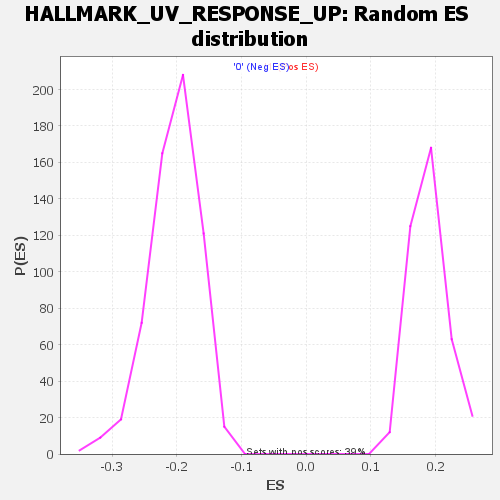 HALLMARK_UV_RESPONSE_UP: Random ES
distribution
'0' (Neg ES) os ES)
200
180
160
140
120
100
80
60
40
20
0
P(ES)
Sets with pos scores: 39%
-0.3 -0.2 -0.1 0.0 0.1 0.2
ES